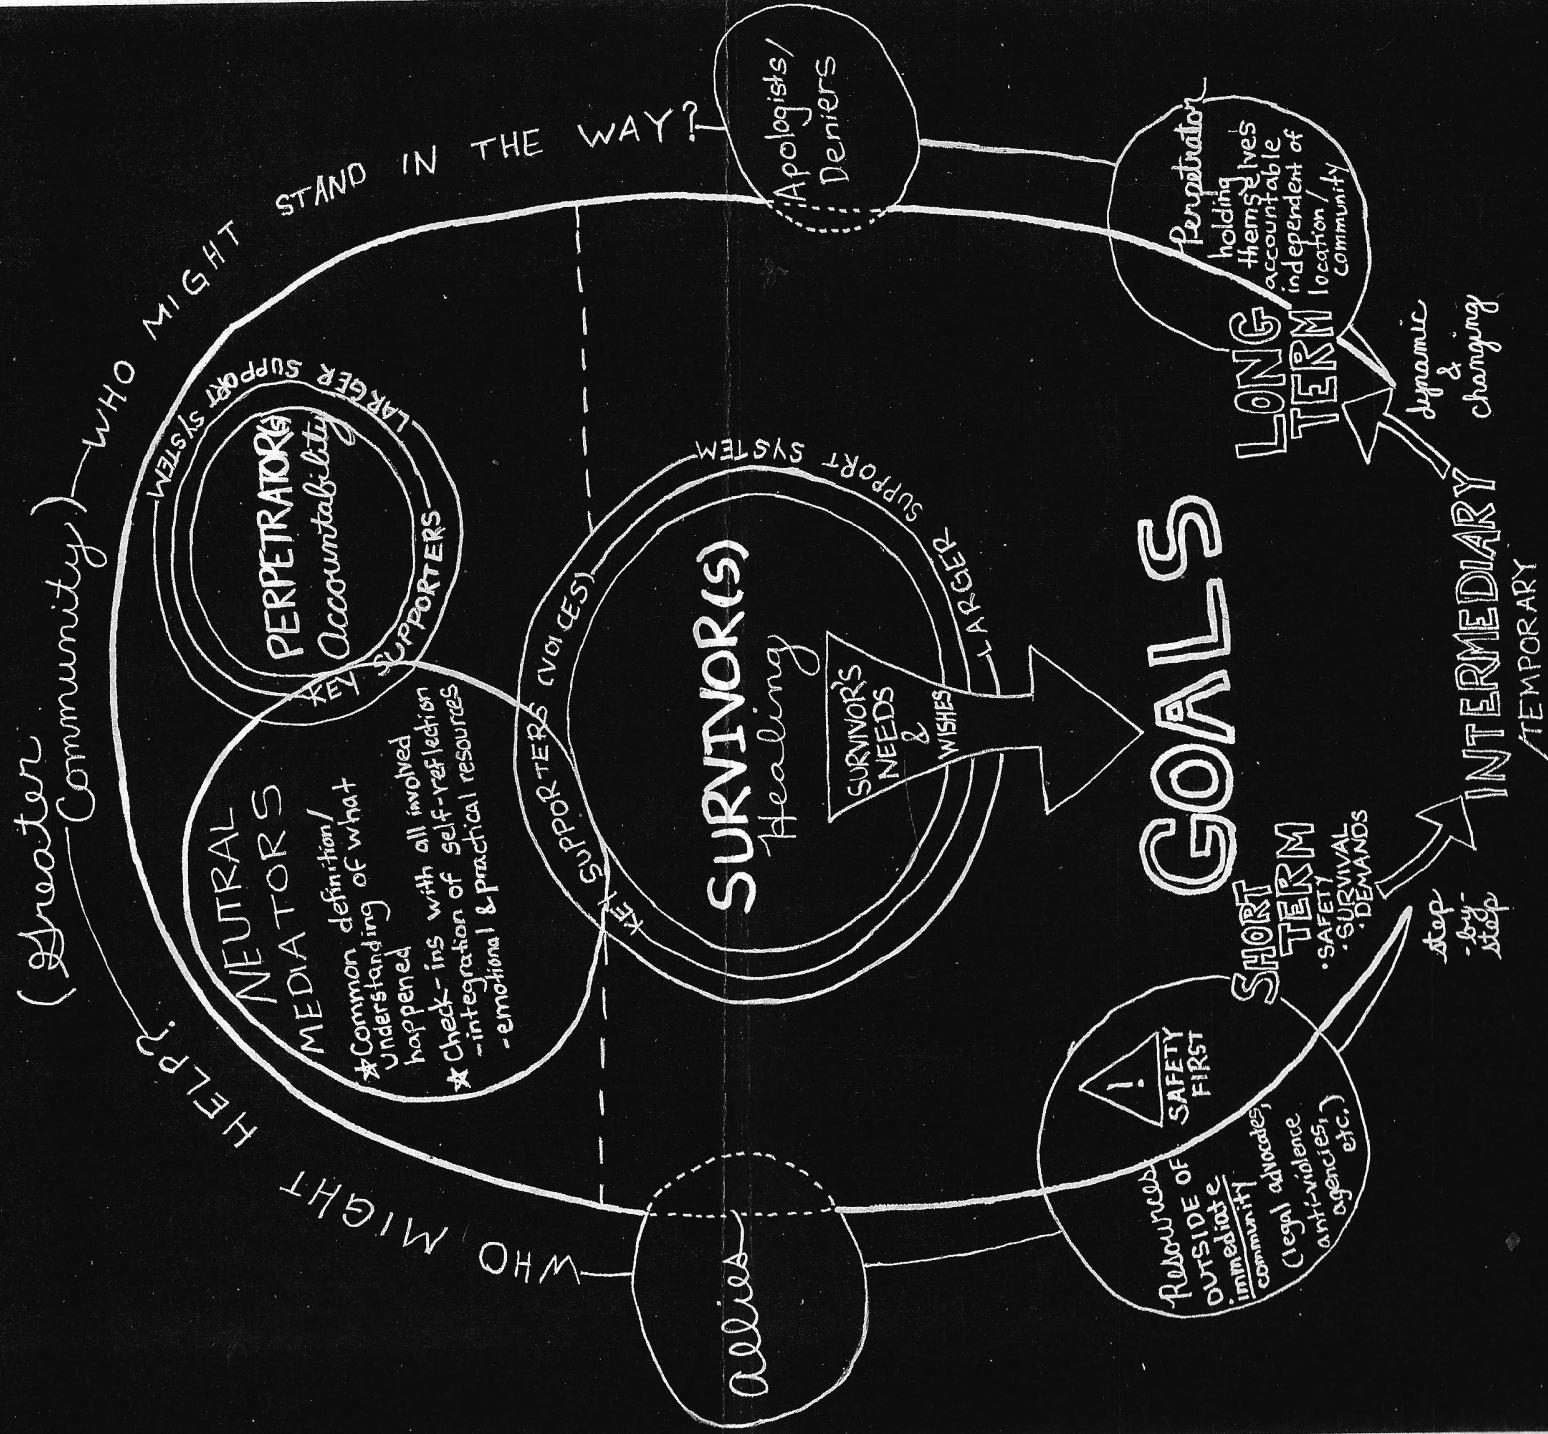 (Greater
Community)
WHO MIGHT HELP?
WHO MIGHT STAND IN THE WAY?
NEUTRAL
MEDIATORS
★ Common definition/
understanding of what
happened
★ Check-ins with all involved
-integration of self-reflection
-emotional & practical resources
PERPETRATOR(S)
accountability
KEY SUPPORTERS
LARGER SUPPORT SYSTEM
KEY SUPPORTERS (VOICES)
LARGER SUPPORT SYSTEM
SURVIVOR(S)
Healing
SURVIVOR'S
NEEDS
&
WISHES
allies
Apologists/
Deniers
GOALS
Resources
OUTSIDE OF
immediate
community
(legal advocates,
anti-violence
agencies,
etc.)
!
SAFETY
FIRST
SHORT
TERM
·SAFETY
·SURVIVAL
·DEMANDS
step
-by-
step
INTERMEDIARY
/TEMPORARY
LONG
TERM
dynamic
&
changing
Perpetrator
holding
themselves
accountable
independent of
location/
community